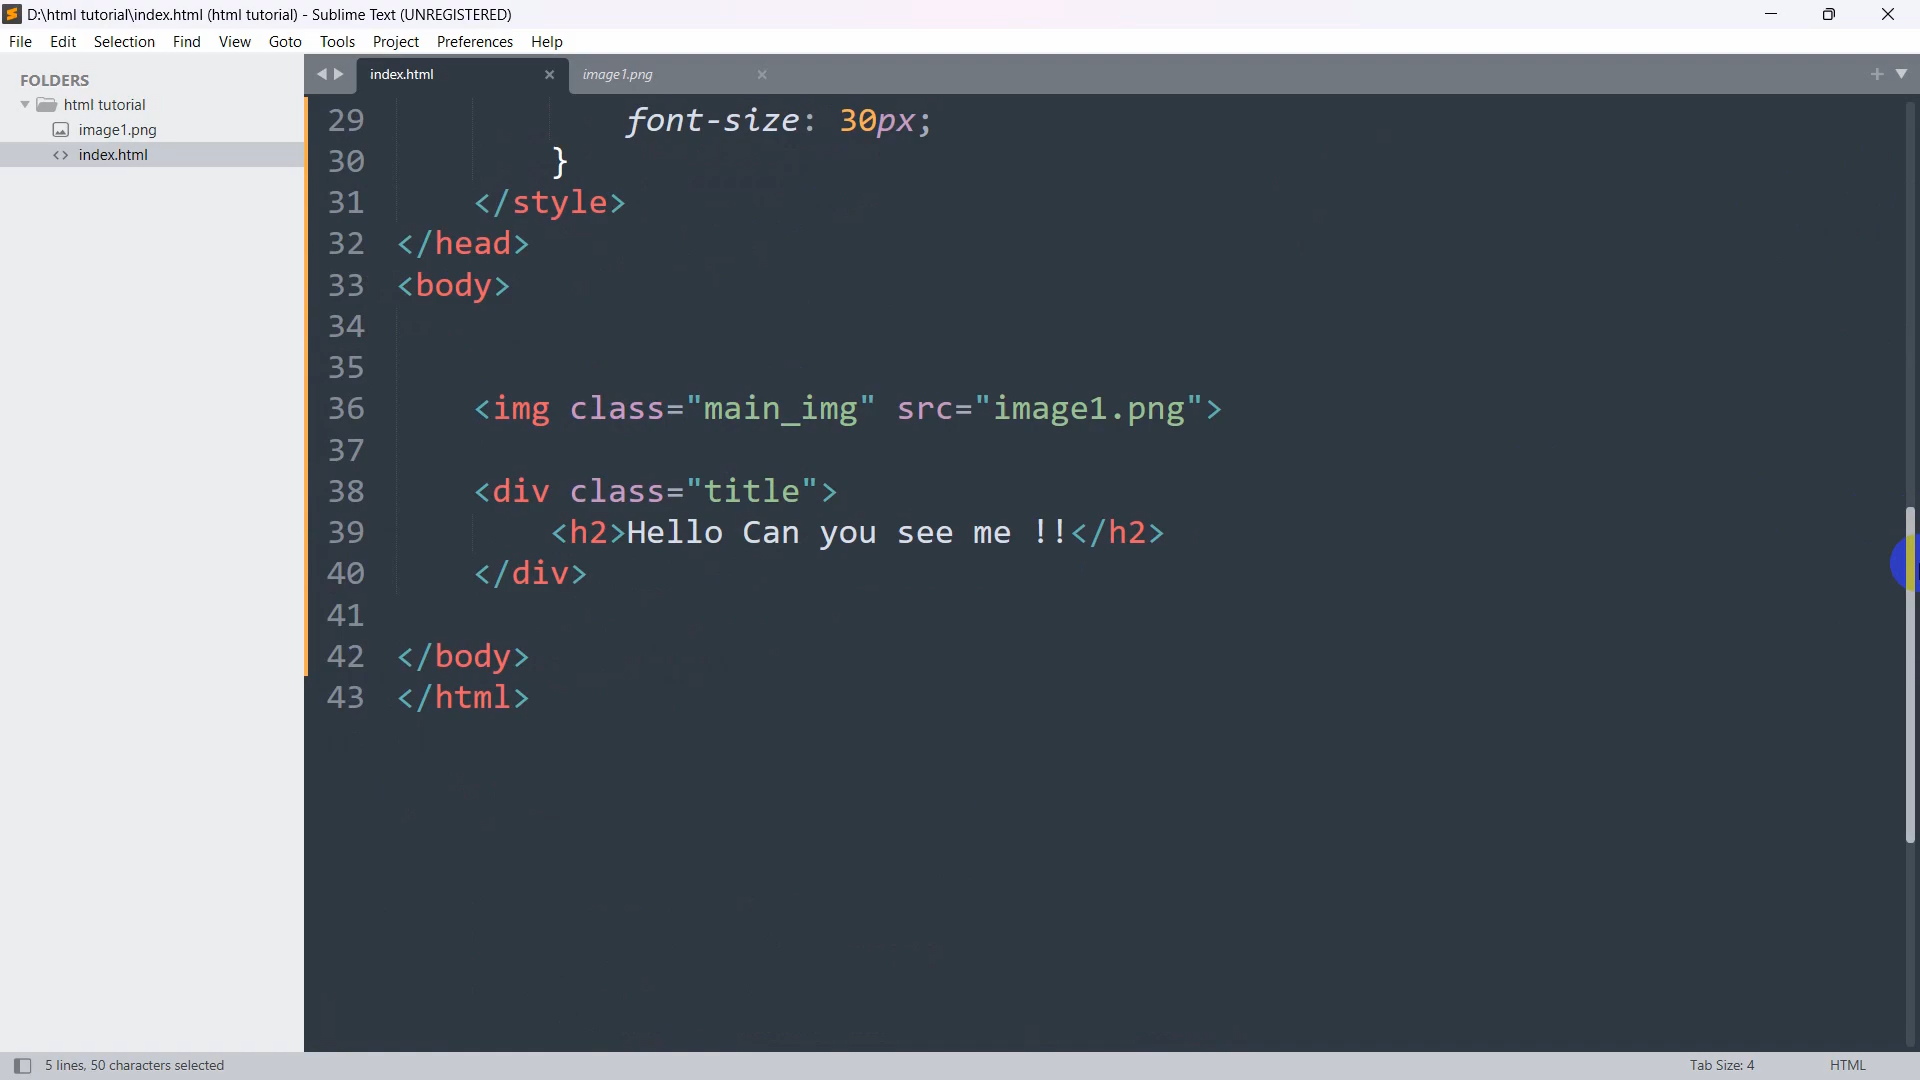 D:\html tutorial\index.html (html tutorial) - Sublime Text (UNREGISTERED)
File Edit Selection Find View Goto Tools Project Preferences Help
FOLDERS
html tutorial
image1.png
index.html
index.html
image1.png
29 font-size: 30px;
30 }
31 </style>
32 </head>
33 <body>
34
35
36 <img class="main_img" src="image1.png">
37
38 <div class="title">
39 <h2>Hello Can you see me !!</h2>
40 </div>
41
42 </body>
43 </html>
5 lines, 50 characters selected
Tab Size: 4
HTML